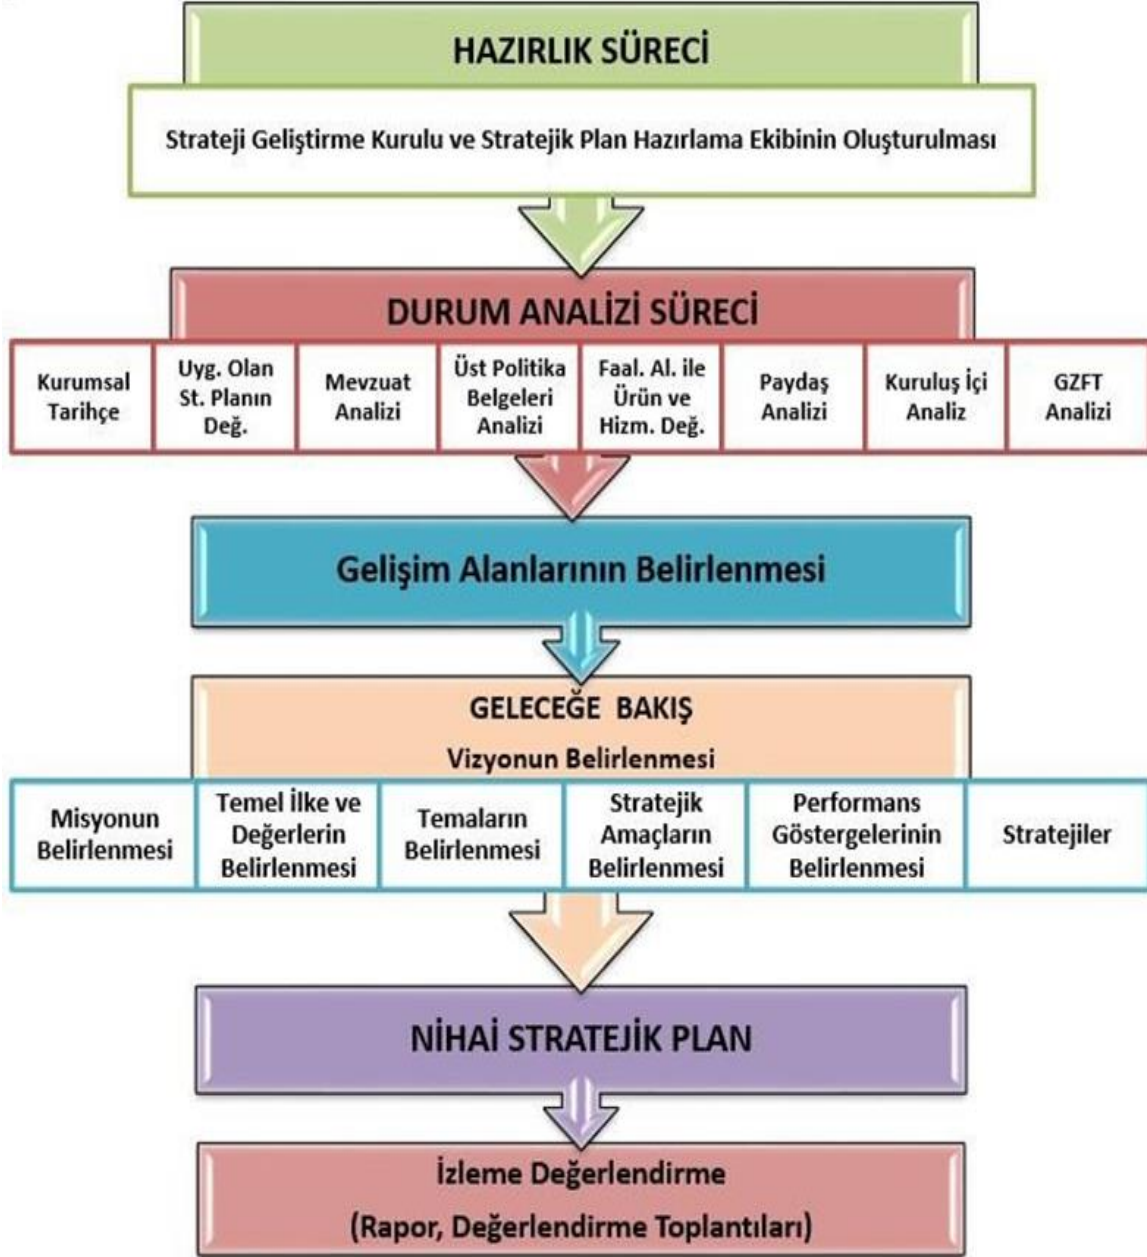 HAZIRLIK SÜRECİ
Strateji Geliştirme Kurulu ve Stratejik Plan Hazırlama Ekibinin Oluşturulması
DURUM ANALİZİ SÜRECİ
Kurumsal
Tarihçe
Uyg. Olan
St. Planın
Değ.
Mevzuat
Analizi
Üst Politika
Belgeleri
Analizi
Faal. Al. ile
Ürün ve
Hizm. Değ.
Paydaş
Analizi
Kuruluş İçi
Analiz
GZFT
Analizi
Gelişim Alanlarının Belirlenmesi
GELECEĞE BAKIŞ
Vizyonun Belirlenmesi
Misyonun
Belirlenmesi
Temel İlke ve
Değerlerin
Belirlenmesi
Temaların
Belirlenmesi
Stratejik
Amaçların
Belirlenmesi
Performans
Göstergelerinin
Belirlenmesi
Stratejiler
NİHAİ STRATEJİK PLAN
İzleme Değerlendirme
(Rapor, Değerlendirme Toplantıları)